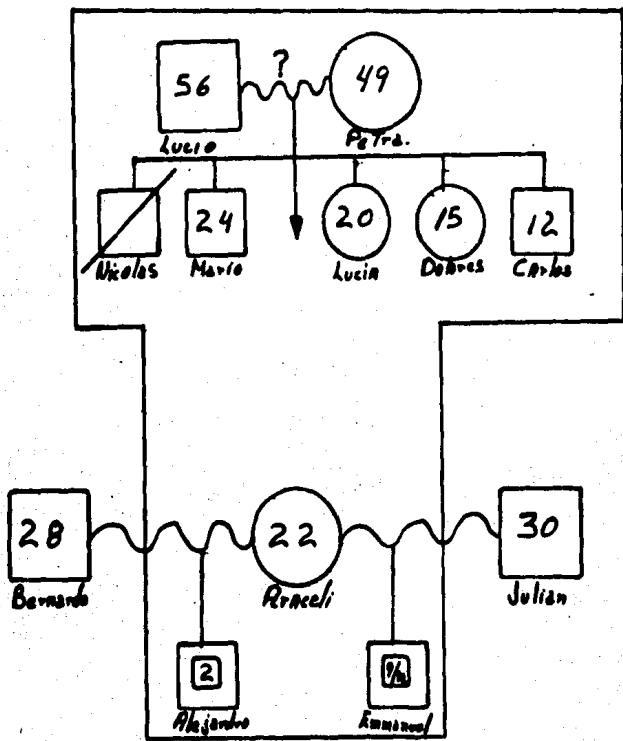 ?
56 49
Lucio Petra.
24 20 15 12
Nicolas Mario Lucia Dolores Carlos
28 22 30
Bernardo Araceli Julian
2
Alejandro Emmanuel